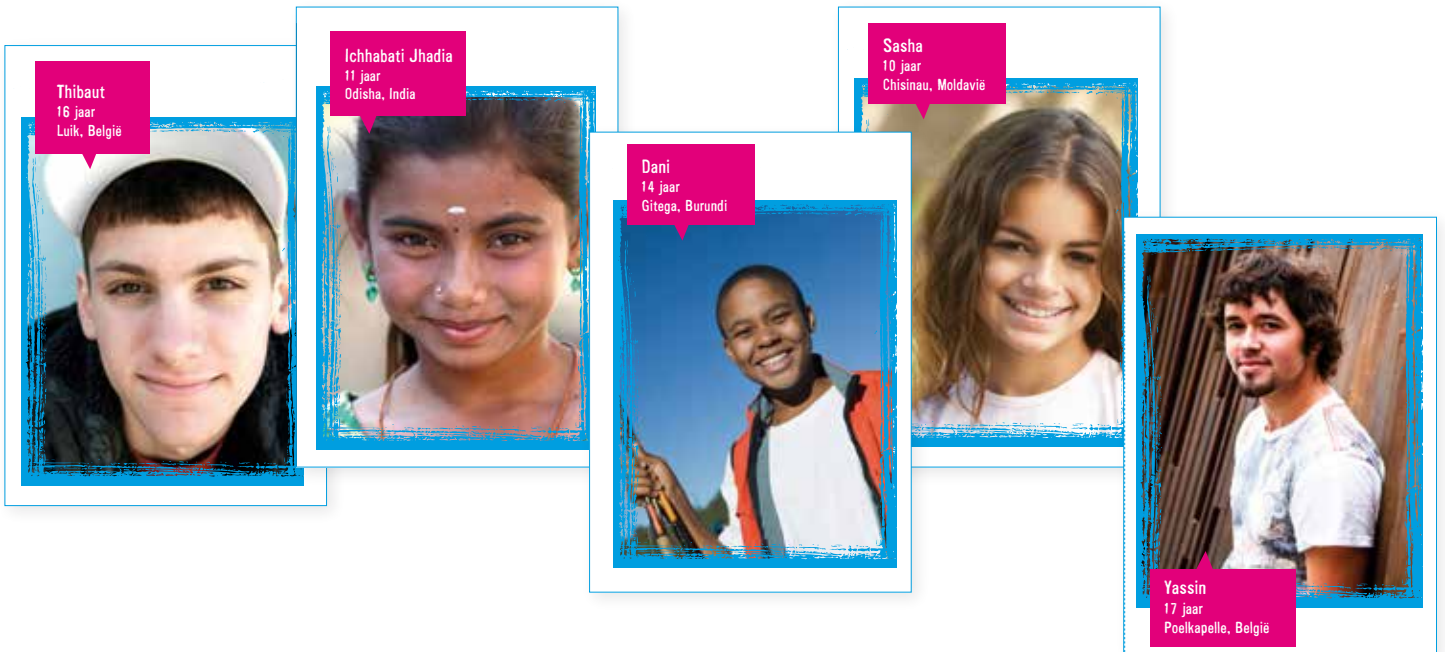 Thibaut
16 jaar
Luik, België
Ichhabati Jhadia
11 jaar
Odisha, India
Dani
14 jaar
Gitega, Burundi
Sasha
10 jaar
Chisinau, Moldavië
Yassin
17 jaar
Poelkapelle, België